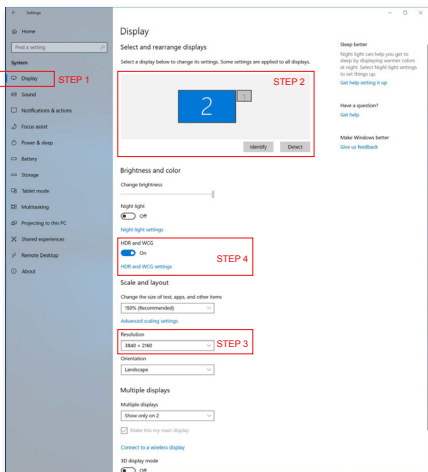 Settings
Home
Find a setting
System
Display
STEP 1
Sound
Notifications & actions
Focus assist
Power & sleep
Battery
Storage
Tablet mode
Multitasking
Projecting to this PC
Shared experiences
Remote Desktop
About
Display
Select and rearrange displays
Select a display below to change its settings. Some settings are applied to all displays.
STEP 2
2
1
Identify
Detect
Brightness and color
Change brightness
Night light
Off
Night light settings
HDR and WCG
On
HDR and WCG settings
STEP 4
Scale and layout
Change the size of text, apps, and other items
150% (Recommended)
Advanced scaling settings
Resolution
3840 × 2160
STEP 3
Orientation
Landscape
Multiple displays
Multiple displays
Show only on 2
Make this my main display
Connect to a wireless display
3D display mode
Off
Sleep better
Night light can help you get to
sleep by displaying warmer colors
at night. Select Night light settings
to set things up.
Get help setting it up
Have a question?
Get help
Make Windows better
Give us feedback